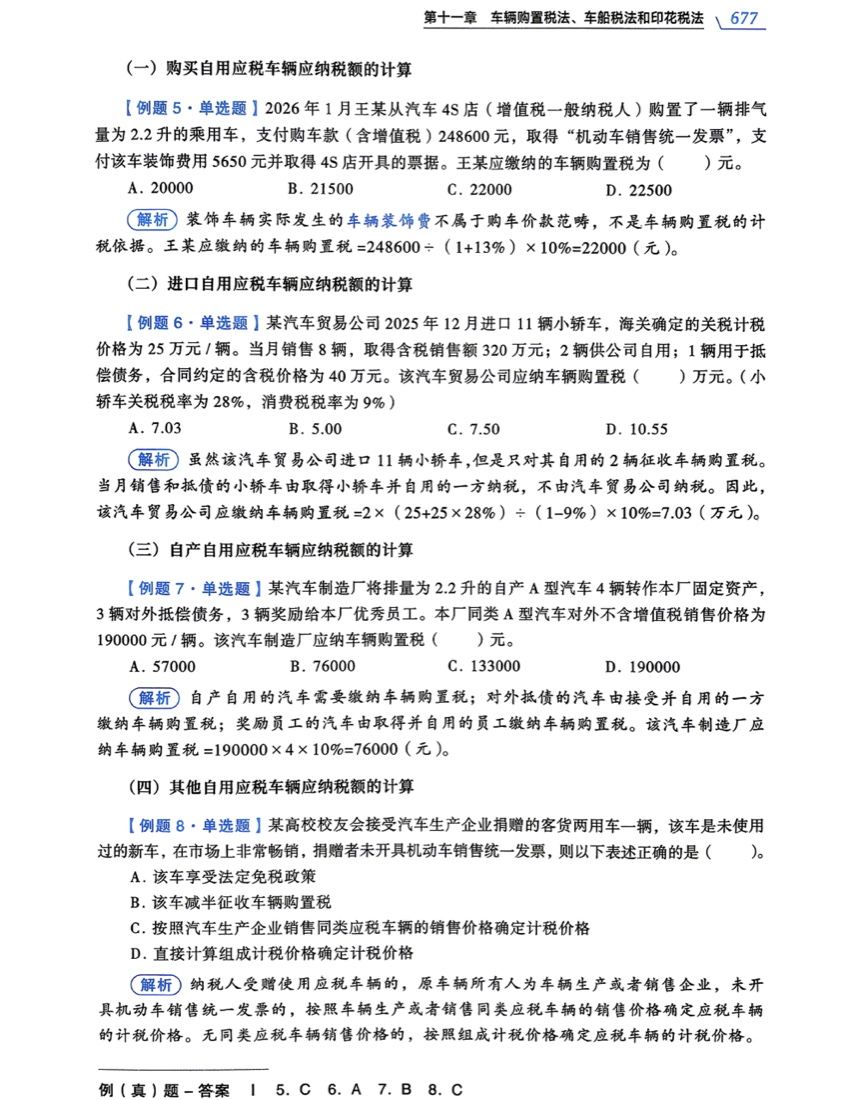 第十一章 车辆购置税法、车船税法和印花税法 677
(一)购买自用应税车辆应纳税额的计算
【例题5·单选题】2026年1月王某从汽车4S店(增值税一般纳税人)购置了一辆排气
量为2.2升的乘用车,支付购车款(含增值税)248600元,取得“机动车销售统一发票”,支
付该车装饰费用5650元并取得4S店开具的票据。王某应缴纳的车辆购置税为( )元。
A. 20000 B. 21500 C. 22000 D. 22500
解析 装饰车辆实际发生的车辆装饰费不属于购车价款范畴,不是车辆购置税的计
税依据。王某应缴纳的车辆购置税=248600÷(1+13%)×10%=22000(元)。
(二)进口自用应税车辆应纳税额的计算
【例题6·单选题】某汽车贸易公司2025年12月进口11辆小轿车,海关确定的关税计税
价格为25万元/辆。当月销售8辆,取得含税销售额320万元;2辆供公司自用;1辆用于抵
偿债务,合同约定的含税价格为40万元。该汽车贸易公司应纳车辆购置税( )万元。(小
轿车关税税率为28%,消费税税率为9%)
A. 7.03 B. 5.00 C. 7.50 D. 10.55
解析 虽然该汽车贸易公司进口11辆小轿车,但是只对其自用的2辆征收车辆购置税。
当月销售和抵债的小轿车由取得小轿车并自用的一方纳税,不由汽车贸易公司纳税。因此,
该汽车贸易公司应缴纳车辆购置税=2×(25+25×28%)÷(1-9%)×10%=7.03(万元)。
(三)自产自用应税车辆应纳税额的计算
【例题7·单选题】某汽车制造厂将排量为2.2升的自产A型汽车4辆转作本厂固定资产,
3辆对外抵偿债务,3辆奖励给本厂优秀员工。本厂同类A型汽车对外不含增值税销售价格为
190000元/辆。该汽车制造厂应纳车辆购置税( )元。
A. 57000 B. 76000 C. 133000 D. 190000
解析 自产自用的汽车需要缴纳车辆购置税;对外抵债的汽车由接受并自用的一方
缴纳车辆购置税;奖励员工的汽车由取得并自用的员工缴纳车辆购置税。该汽车制造厂应
纳车辆购置税=190000×4×10%=76000(元)。
(四)其他自用应税车辆应纳税额的计算
【例题8·单选题】某高校校友会接受汽车生产企业捐赠的客货两用车一辆,该车是未使用
过的新车,在市场上非常畅销,捐赠者未开具机动车销售统一发票,则以下表述正确的是( )。
A. 该车享受法定免税政策
B. 该车减半征收车辆购置税
C. 按照汽车生产企业销售同类应税车辆的销售价格确定计税价格
D. 直接计算组成计税价格确定计税价格
解析 纳税人受赠使用应税车辆的,原车辆所有人为车辆生产或者销售企业,未开
具机动车销售统一发票的,按照车辆生产或者销售同类应税车辆的销售价格确定应税车辆
的计税价格。无同类应税车辆销售价格的,按照组成计税价格确定应税车辆的计税价格。
例(真)题-答案 | 5. C 6. A 7. B 8. C